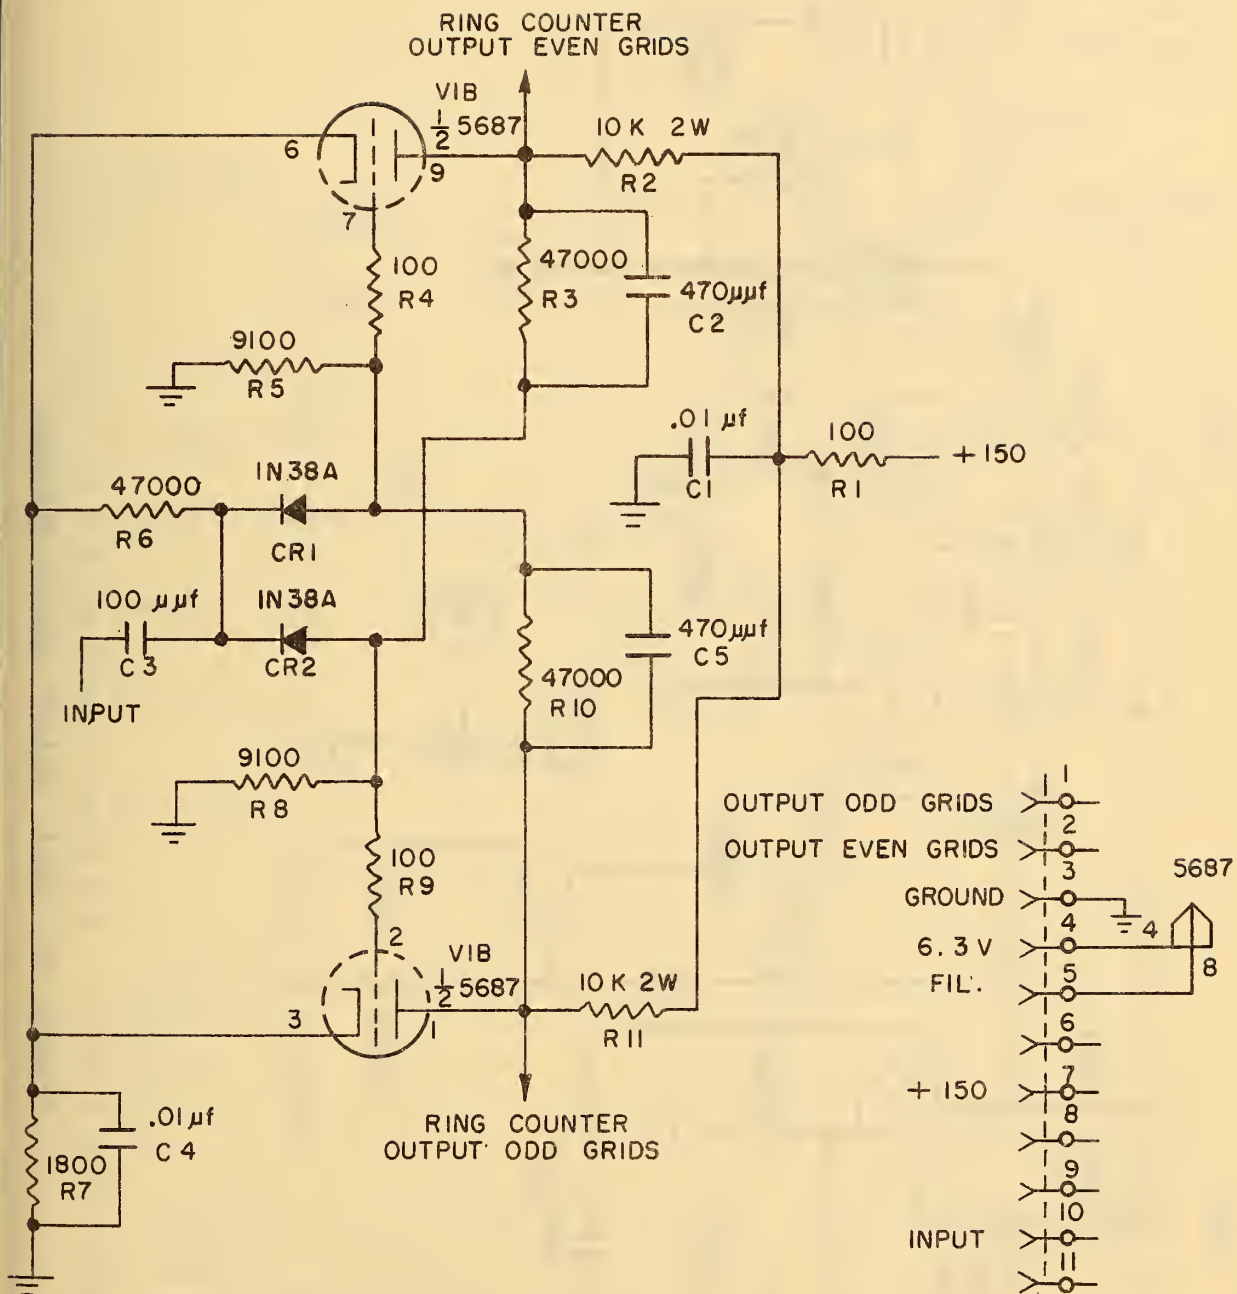 RING COUNTER
OUTPUT EVEN GRIDS
V1B
1/2 5687
6
9
7
10 K 2W
R2
100
R4
47000
R3
470μμf
C2
9100
R5
.01 μf
C1
100
R1
+150
47000
R6
1N38A
CR1
100 μμf
C3
1N38A
CR2
INPUT
470μμf
C5
47000
R10
9100
R8
100
R9
2
V1B
1/2 5687
3
1
10 K 2W
R11
RING COUNTER
OUTPUT ODD GRIDS
.01μf
C4
1800
R7
1
OUTPUT ODD GRIDS
2
OUTPUT EVEN GRIDS
3
5687
GROUND
4
4
6.3 V
8
5
FIL.
6
7
+150
8
9
10
INPUT
11